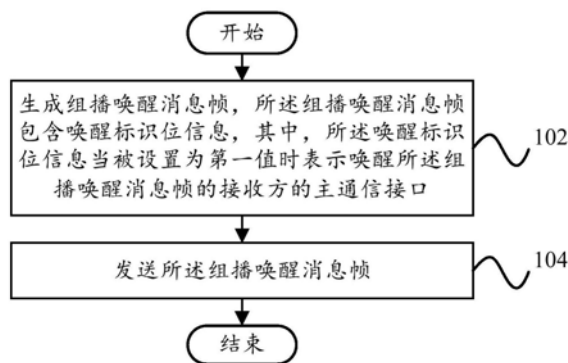 开始
生成组播唤醒消息帧，所述组播唤醒消息帧
包含唤醒标识位信息，其中，所述唤醒标识
位信息当被设置为第一值时表示唤醒所述组
播唤醒消息帧的接收方的主通信接口
102
发送所述组播唤醒消息帧
104
结束